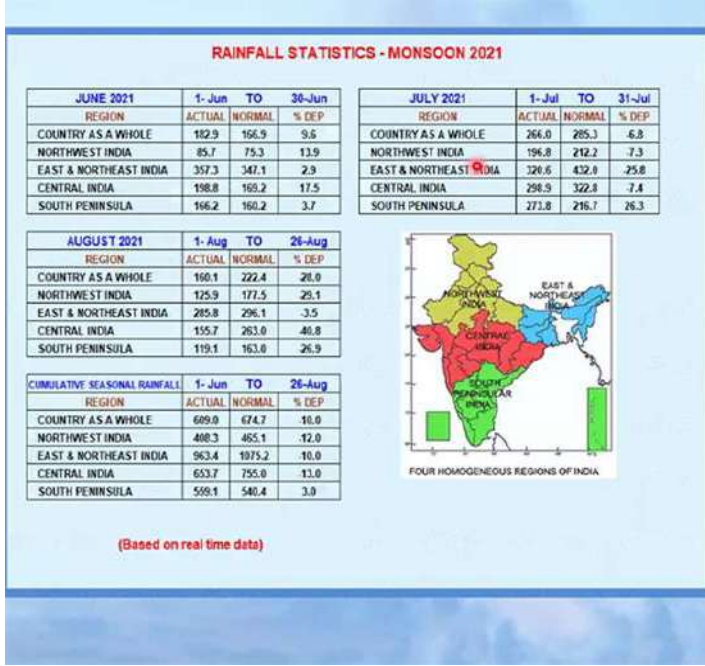 RAINFALL STATISTICS - MONSOON 2021
JUNE 2021 1- Jun TO 30-Jun
REGION ACTUAL NORMAL % DEP
COUNTRY AS A WHOLE 182.9 166.9 9.6
NORTHWEST INDIA 85.7 75.3 13.9
EAST & NORTHEAST INDIA 357.3 347.1 2.9
CENTRAL INDIA 198.8 169.2 17.5
SOUTH PENINSULA 166.2 160.2 3.7
JULY 2021 1-Jul TO 31-Jul
REGION ACTUAL NORMAL % DEP
COUNTRY AS A WHOLE 266.0 285.3 -6.8
NORTHWEST INDIA 196.8 212.2 -7.3
EAST & NORTHEAST INDIA 320.6 432.0 -25.8
CENTRAL INDIA 298.9 322.8 -7.4
SOUTH PENINSULA 273.8 216.7 26.3
AUGUST 2021 1- Aug TO 26-Aug
REGION ACTUAL NORMAL % DEP
COUNTRY AS A WHOLE 160.1 222.4 -28.0
NORTHWEST INDIA 125.9 177.5 -29.1
EAST & NORTHEAST INDIA 285.8 296.1 -3.5
CENTRAL INDIA 155.7 263.0 -40.8
SOUTH PENINSULA 119.1 163.0 -26.9
CUMULATIVE SEASONAL RAINFALL 1- Jun TO 26-Aug
REGION ACTUAL NORMAL % DEP
COUNTRY AS A WHOLE 609.0 674.7 -10.0
NORTHWEST INDIA 408.3 465.1 -12.0
EAST & NORTHEAST INDIA 963.4 1075.2 -10.0
CENTRAL INDIA 653.7 755.0 -13.0
SOUTH PENINSULA 559.1 540.4 3.0
NORTHWEST
INDIA
EAST &
NORTHEAST
INDIA
CENTRAL
INDIA
SOUTH
PENINSULAR
INDIA
FOUR HOMOGENEOUS REGIONS OF INDIA
(Based on real time data)